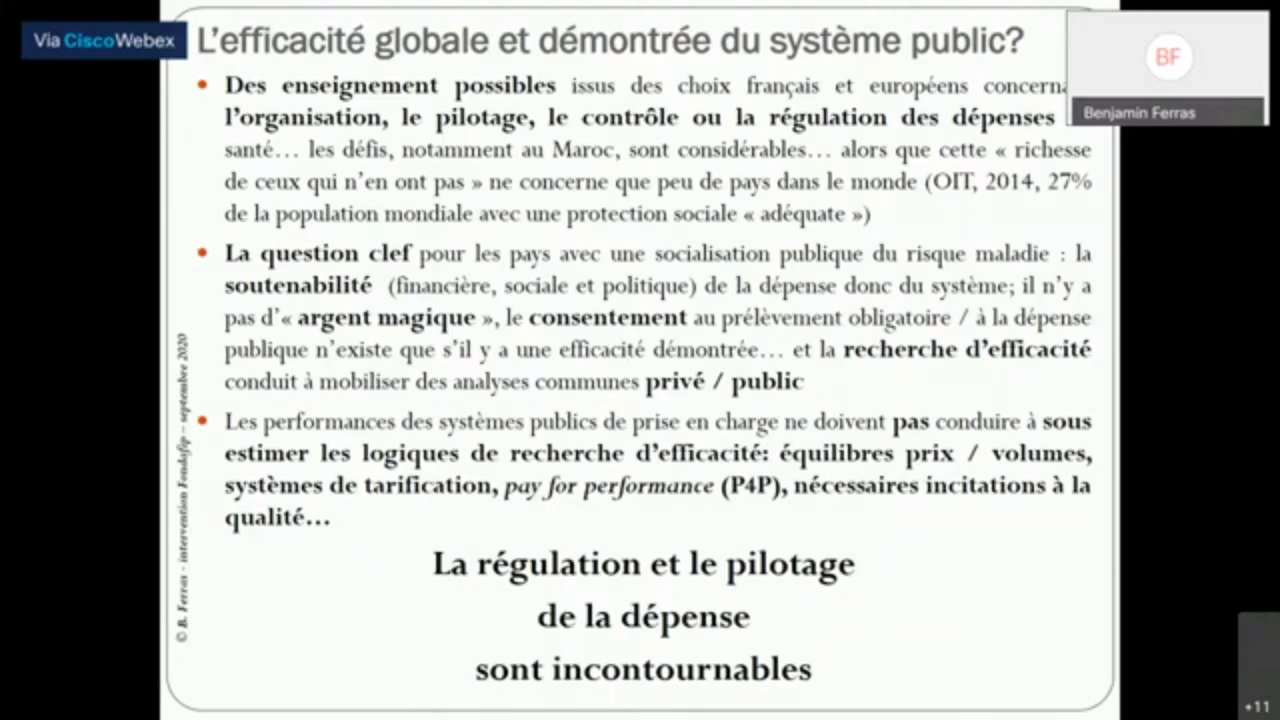 Via Cisco Webex
L'efficacité globale et démontrée du système public?
BF
Benjamin Ferras
• Des enseignement possibles issus des choix français et européens
l'organisation, le pilotage, le contrôle ou la régulation des dépenses
santé… les défis, notamment au Maroc, sont considérables… alors que cette « richesse
de ceux qui n'en ont pas » ne concerne que peu de pays dans le monde (OIT, 2014, 27%
de la population mondiale avec une protection sociale « adéquate »)
• La question clef pour les pays avec une socialisation publique du risque maladie : la
soutenabilité (financière, sociale et politique) de la dépense donc du système; il n'y a
pas d'« argent magique », le consentement au prélèvement obligatoire / à la dépense
publique n'existe que s'il y a une efficacité démontrée… et la recherche d'efficacité
conduit à mobiliser des analyses communes privé / public
• Les performances des systèmes publics de prise en charge ne doivent pas conduire à sous
estimer les logiques de recherche d'efficacité: équilibres prix / volumes,
systèmes de tarification, pay for performance (P4P), nécessaires incitations à la
qualité…
La régulation et le pilotage
de la dépense
sont incontournables
© B. Ferras - intervention Fondafip – septembre 2020
+11